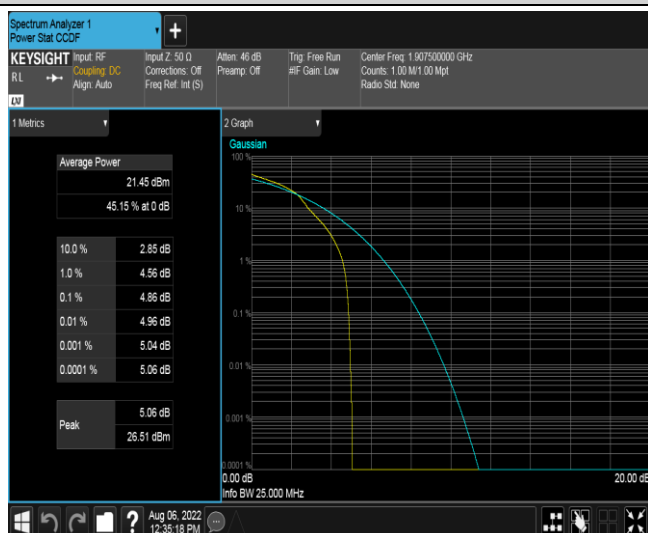 Spectrum Analyzer 1
Power Stat CCDF
+
KEYSIGHT
RL
LXI
Input: RF
Coupling: DC
Align: Auto
Input Z: 50 Ω
Corrections: Off
Freq Ref: Int (S)
Atten: 46 dB
Preamp: Off
Trig: Free Run
#IF Gain: Low
Center Freq: 1.907500000 GHz
Counts: 1.00 M/1.00 Mpt
Radio Std: None
1 Metrics
Average Power
21.45 dBm
45.15 % at 0 dB
10.0 % 2.85 dB
1.0 % 4.56 dB
0.1 % 4.86 dB
0.01 % 4.96 dB
0.001 % 5.04 dB
0.0001 % 5.06 dB
Peak
5.06 dB
26.51 dBm
2 Graph
Gaussian
100 %
10 %
1 %
0.1 %
0.01 %
0.001 %
0.0001 %
0.00 dB 20.00 dB
Info BW 25.000 MHz
?
Aug 06, 2022
12:35:18 PM